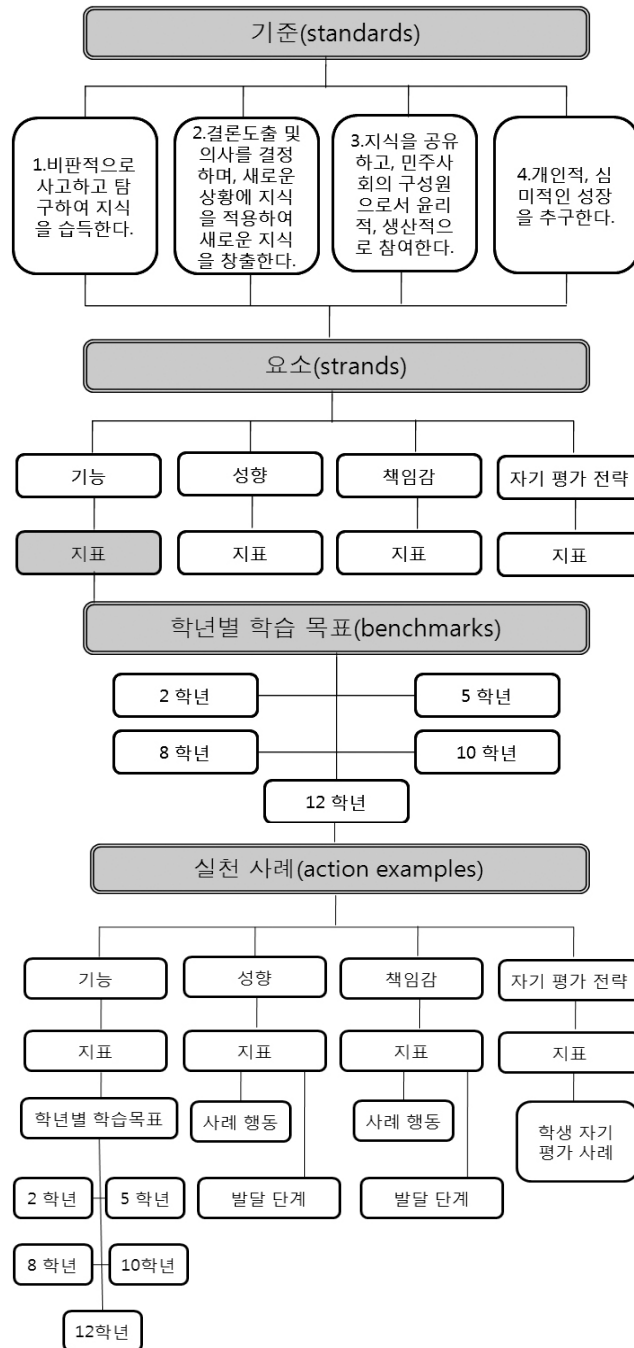 기준(standards)
1.비판적으로
사고하고 탐
구하여 지식
을 습득한다.
2.결론도출 및
의사를 결정
하며, 새로운
상황에 지식
을 적용하여
새로운 지식
을 창출한다.
3.지식을 공유
하고, 민주사
회의 구성원
으로서 윤리
적, 생산적으
로 참여한다.
4.개인적, 심
미적인 성장
을 추구한다.
요소(strands)
기능
성향
책임감
자기 평가 전략
지표
지표
지표
지표
학년별 학습 목표(benchmarks)
2 학년
5 학년
8 학년
10 학년
12 학년
실천 사례(action examples)
기능
성향
책임감
자기 평가 전략
지표
지표
지표
지표
학년별 학습목표
사례 행동
사례 행동
학생 자기
평가 사례
2 학년
5 학년
발달 단계
발달 단계
8 학년
10학년
12학년